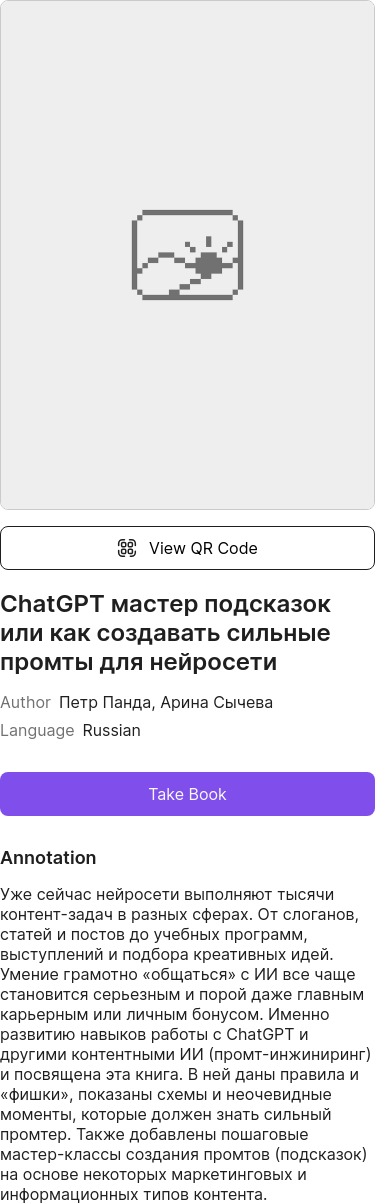 View QR Code
ChatGPT мастер подсказок
или как создавать сильные
промты для нейросети
Author Петр Панда, Арина Сычева
Language Russian
Take Book
Annotation
Уже сейчас нейросети выполняют тысячи
контент-задач в разных сферах. От слоганов,
статей и постов до учебных программ,
выступлений и подбора креативных идей.
Умение грамотно «общаться» с ИИ все чаще
становится серьезным и порой даже главным
карьерным или личным бонусом. Именно
развитию навыков работы с ChatGPT и
другими контентными ИИ (промт-инжиниринг)
и посвящена эта книга. В ней даны правила и
«фишки», показаны схемы и неочевидные
моменты, которые должен знать сильный
промтер. Также добавлены пошаговые
мастер-классы создания промтов (подсказок)
на основе некоторых маркетинговых и
информационных типов контента.